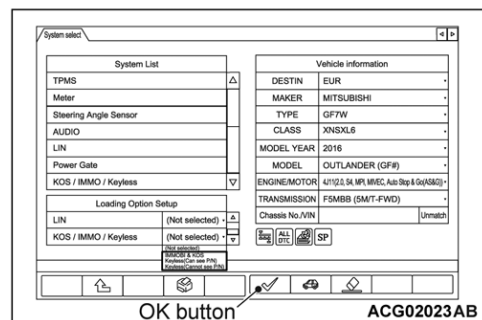 System select
System List
TPMS
Meter
Steering Angle Sensor
AUDIO
LIN
Power Gate
KOS / IMMO / Keyless
Loading Option Setup
LIN (Not selected)
KOS / IMMO / Keyless (Not selected)
(Not selected)
IMMOBI & KOS
Keyless(Can see P/N)
Keyless(Cannot see P/N)
Vehicle information
DESTIN EUR
MAKER MITSUBISHI
TYPE GF7W
CLASS XNSXL6
MODEL YEAR 2016
MODEL OUTLANDER (GF#)
ENGINE/MOTOR 4J11(2.0, S4, MPI, MIVEC, Auto Stop & Go(AS&G))
TRANSMISSION F5MBB (5M/T-FWD)
Chassis No./VIN Unmatch
ALL DTC SP
OK button
ACG02023AB